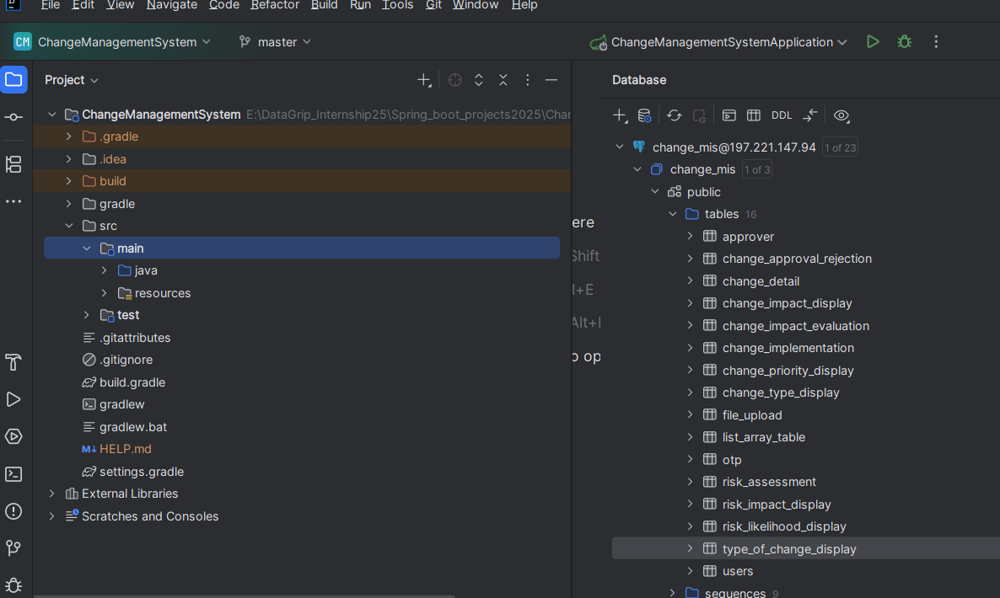 File Edit View Navigate Code Refactor Build Run Tools Git Window Help
CM ChangeManagementSystem master ChangeManagementSystemApplication
Project
ChangeManagementSystem E:\DataGrip_Internship25\Spring_boot_projects2025\Chan
.gradle
.idea
build
gradle
src
main
java
resources
test
.gitattributes
.gitignore
build.gradle
gradlew
gradlew.bat
M↓ HELP.md
settings.gradle
External Libraries
Scratches and Consoles
ere
Shift
l+E
Alt+
o op
Database
DDL
change_mis@197.221.147.94 1 of 23
change_mis 1 of 3
public
tables 16
approver
change_approval_rejection
change_detail
change_impact_display
change_impact_evaluation
change_implementation
change_priority_display
change_type_display
file_upload
list_array_table
otp
risk_assessment
risk_impact_display
risk_likelihood_display
type_of_change_display
users
sequences 9